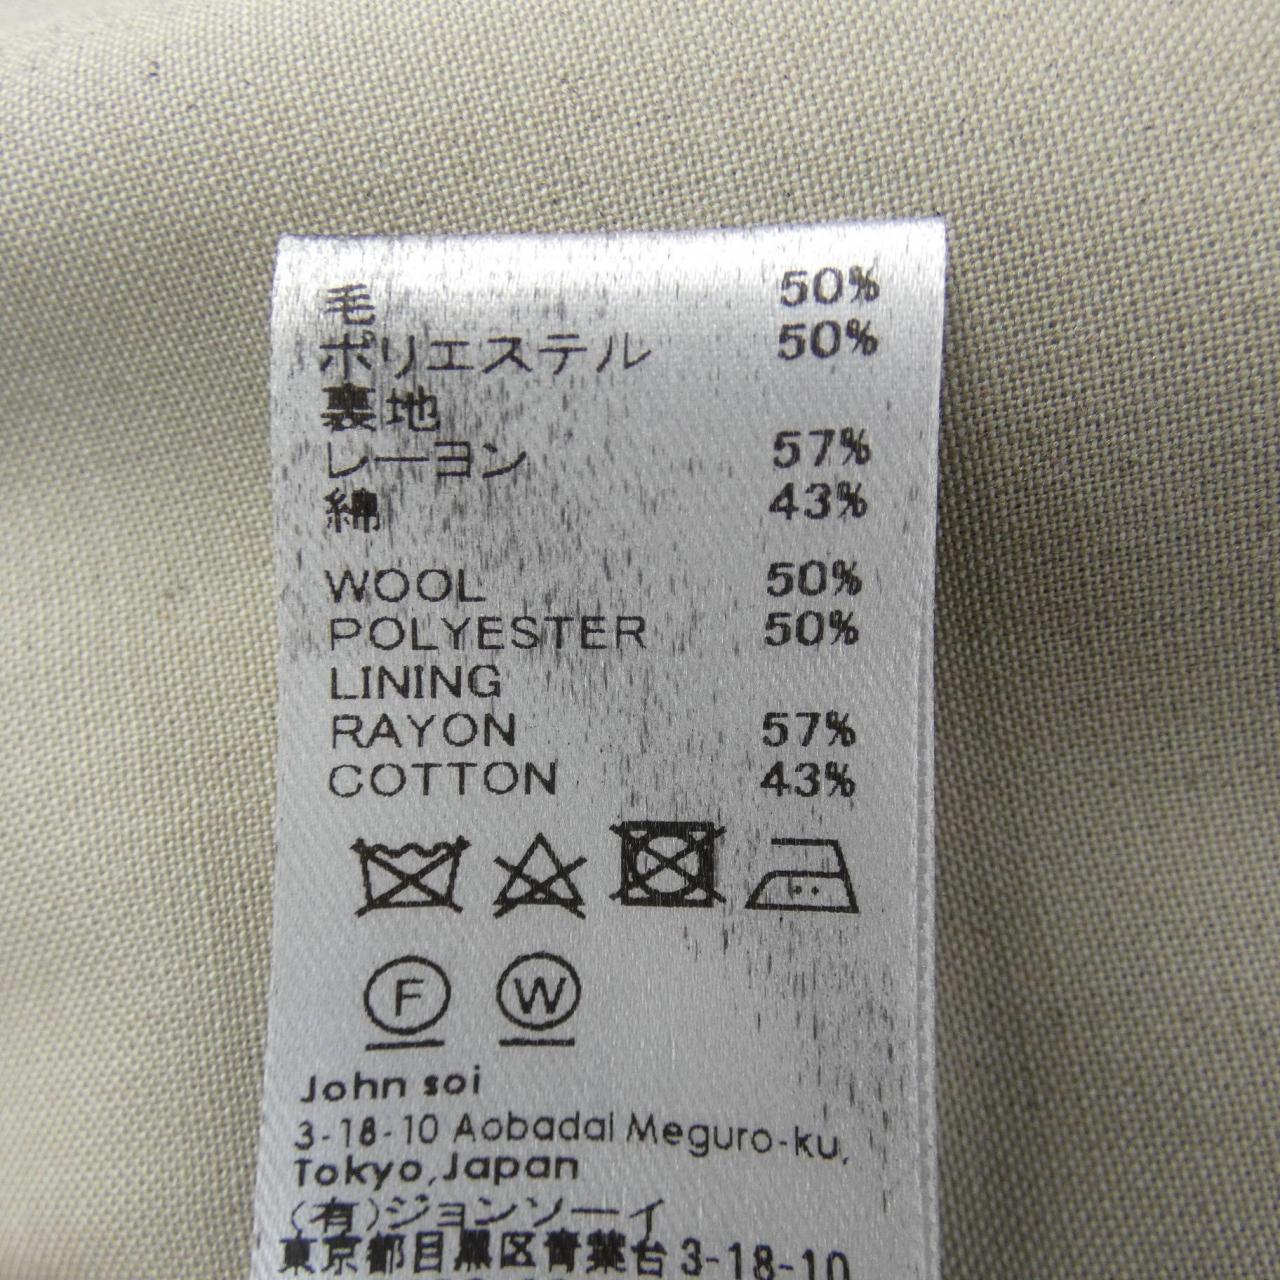 毛 50%
ポリエステル 50%
裏地
レーヨン 57%
綿 43%
WOOL 50%
POLYESTER 50%
LINING
RAYON 57%
COTTON 43%
F W
John soi
3-18-10 Aobadai Meguro-ku,
Tokyo,Japan
(有)ジョンソーイ
東京都目黒区青葉台3-18-10